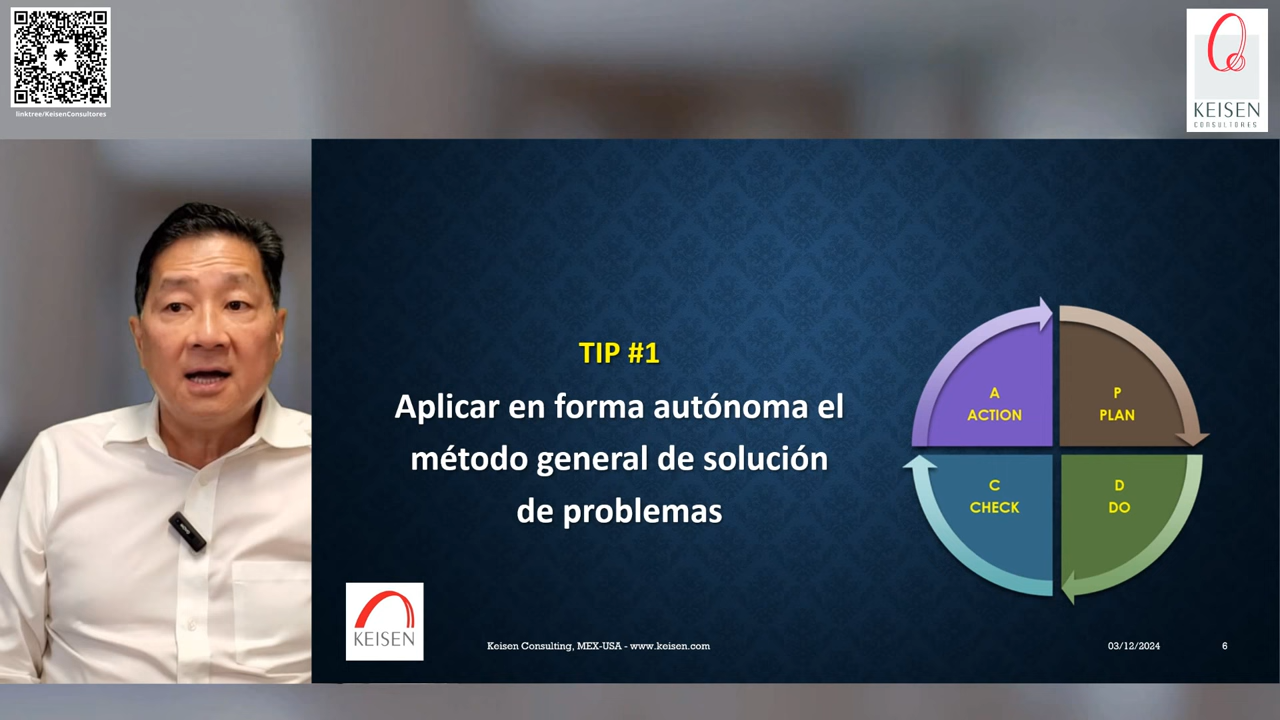 linktree/KeisenConsultores
KEISEN
CONSULTORES
TIP #1
Aplicar en forma autónoma el
método general de solución
de problemas
A
ACTION
P
PLAN
C
CHECK
D
DO
KEISEN
Keisen Consulting, MEX-USA - www.keisen.com
03/12/2024
6